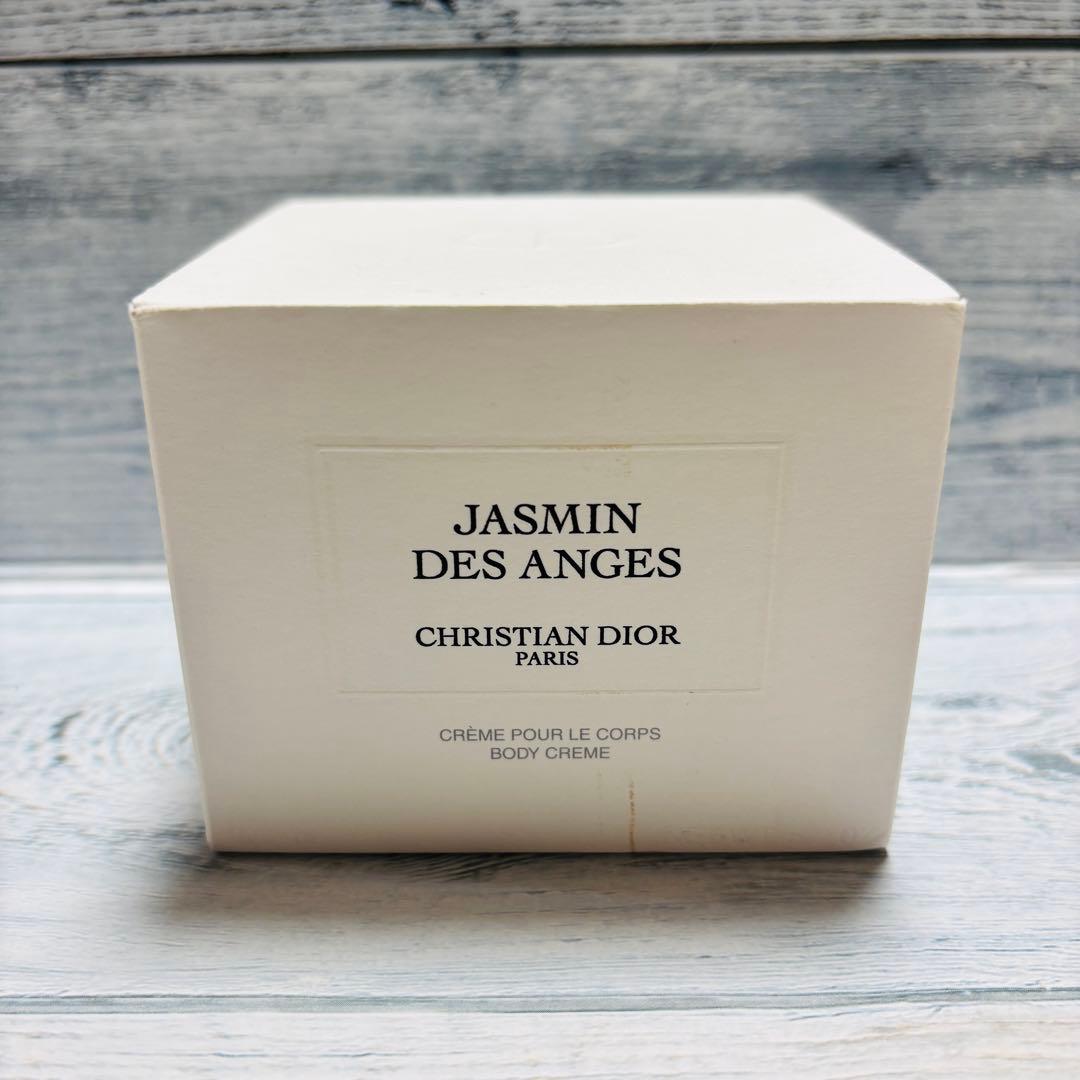 JASMIN
DES ANGES
CHRISTIAN DIOR
PARIS
CRÈME POUR LE CORPS
BODY CREME